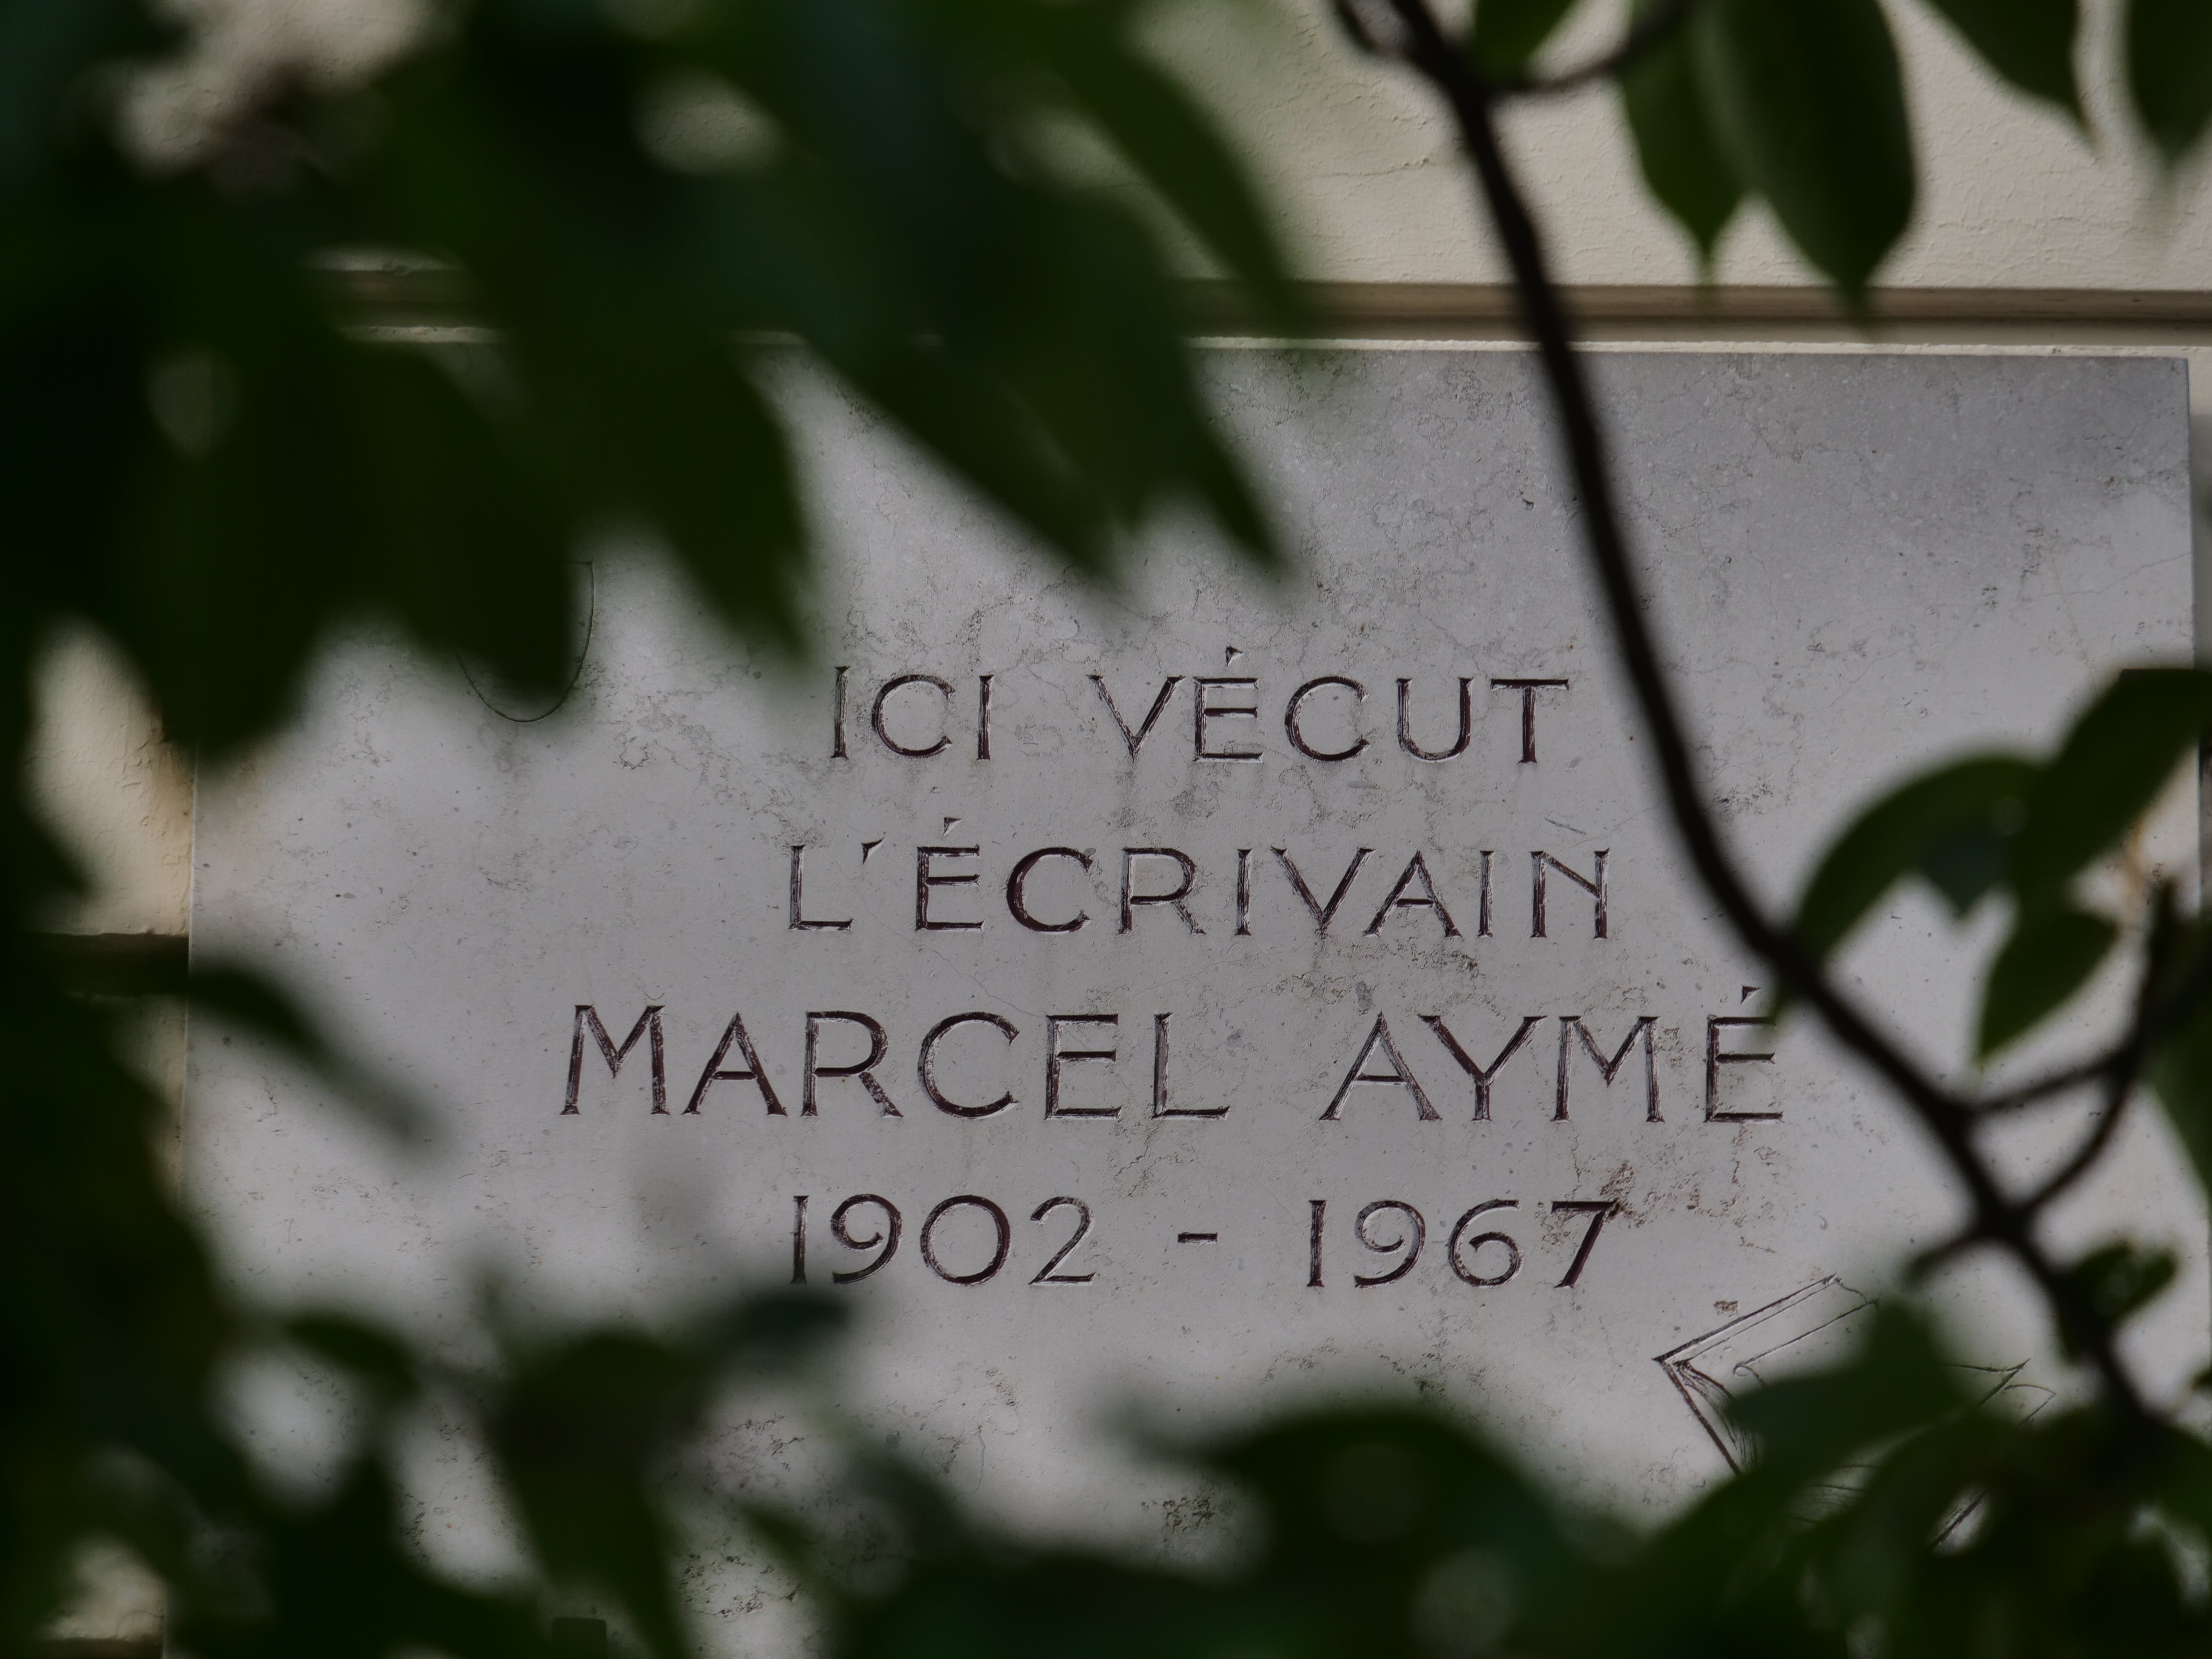 ICI VÉCUT
L'ÉCRIVAIN
MARCEL AYMÉ
1902 - 1967